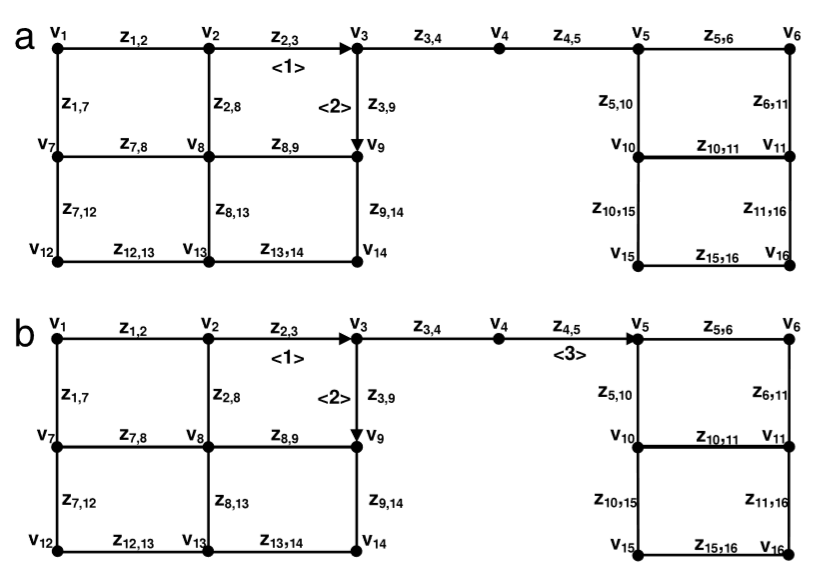 a
v1 z1,2 v2 z2,3 v3 z3,4 v4 z4,5 v5 z5,6 v6
<1>
z1,7 z2,8 <2> z3,9 z5,10 z6,11
v7 z7,8 v8 z8,9 v9 v10 z10,11 v11
z7,12 z8,13 z9,14 z10,15 z11,16
v12 z12,13 v13 z13,14 v14 v15 z15,16 v16
b
v1 z1,2 v2 z2,3 v3 z3,4 v4 z4,5 v5 z5,6 v6
<1> <3>
z1,7 z2,8 <2> z3,9 z5,10 z6,11
v7 z7,8 v8 z8,9 v9 v10 z10,11 v11
z7,12 z8,13 z9,14 z10,15 z11,16
v12 z12,13 v13 z13,14 v14 v15 z15,16 v16